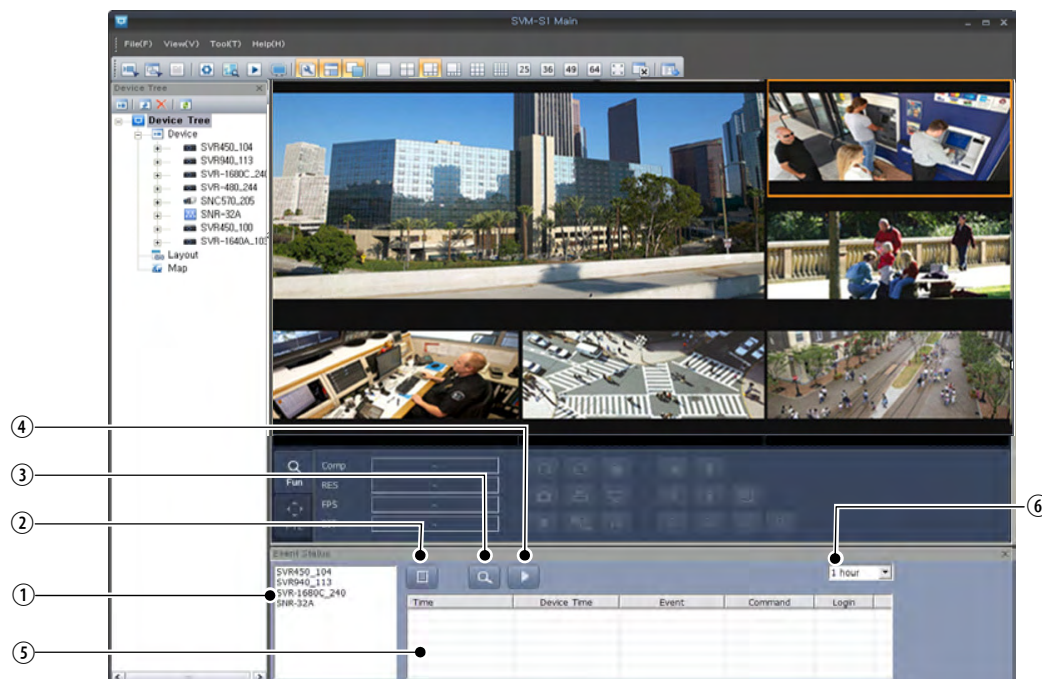 SVM-S1 Main
File(F) View(V) Tool(T) Help(H)
25 36 49 64
Device Tree
Device Tree
Device
SVR450_104
SVR940_113
SVR-1680C_240
SVR-480_244
SNC570_205
SNR-32A
SVR450_100
SVR-1640A_103
Layout
Map
Fun
Comp
RES
FPS
④
③
②
⑥
Event Status
SVR450_104
SVR940_113
SVR-1680C_240
SNR-32A
①
1 hour
Time Device Time Event Command Login
⑤